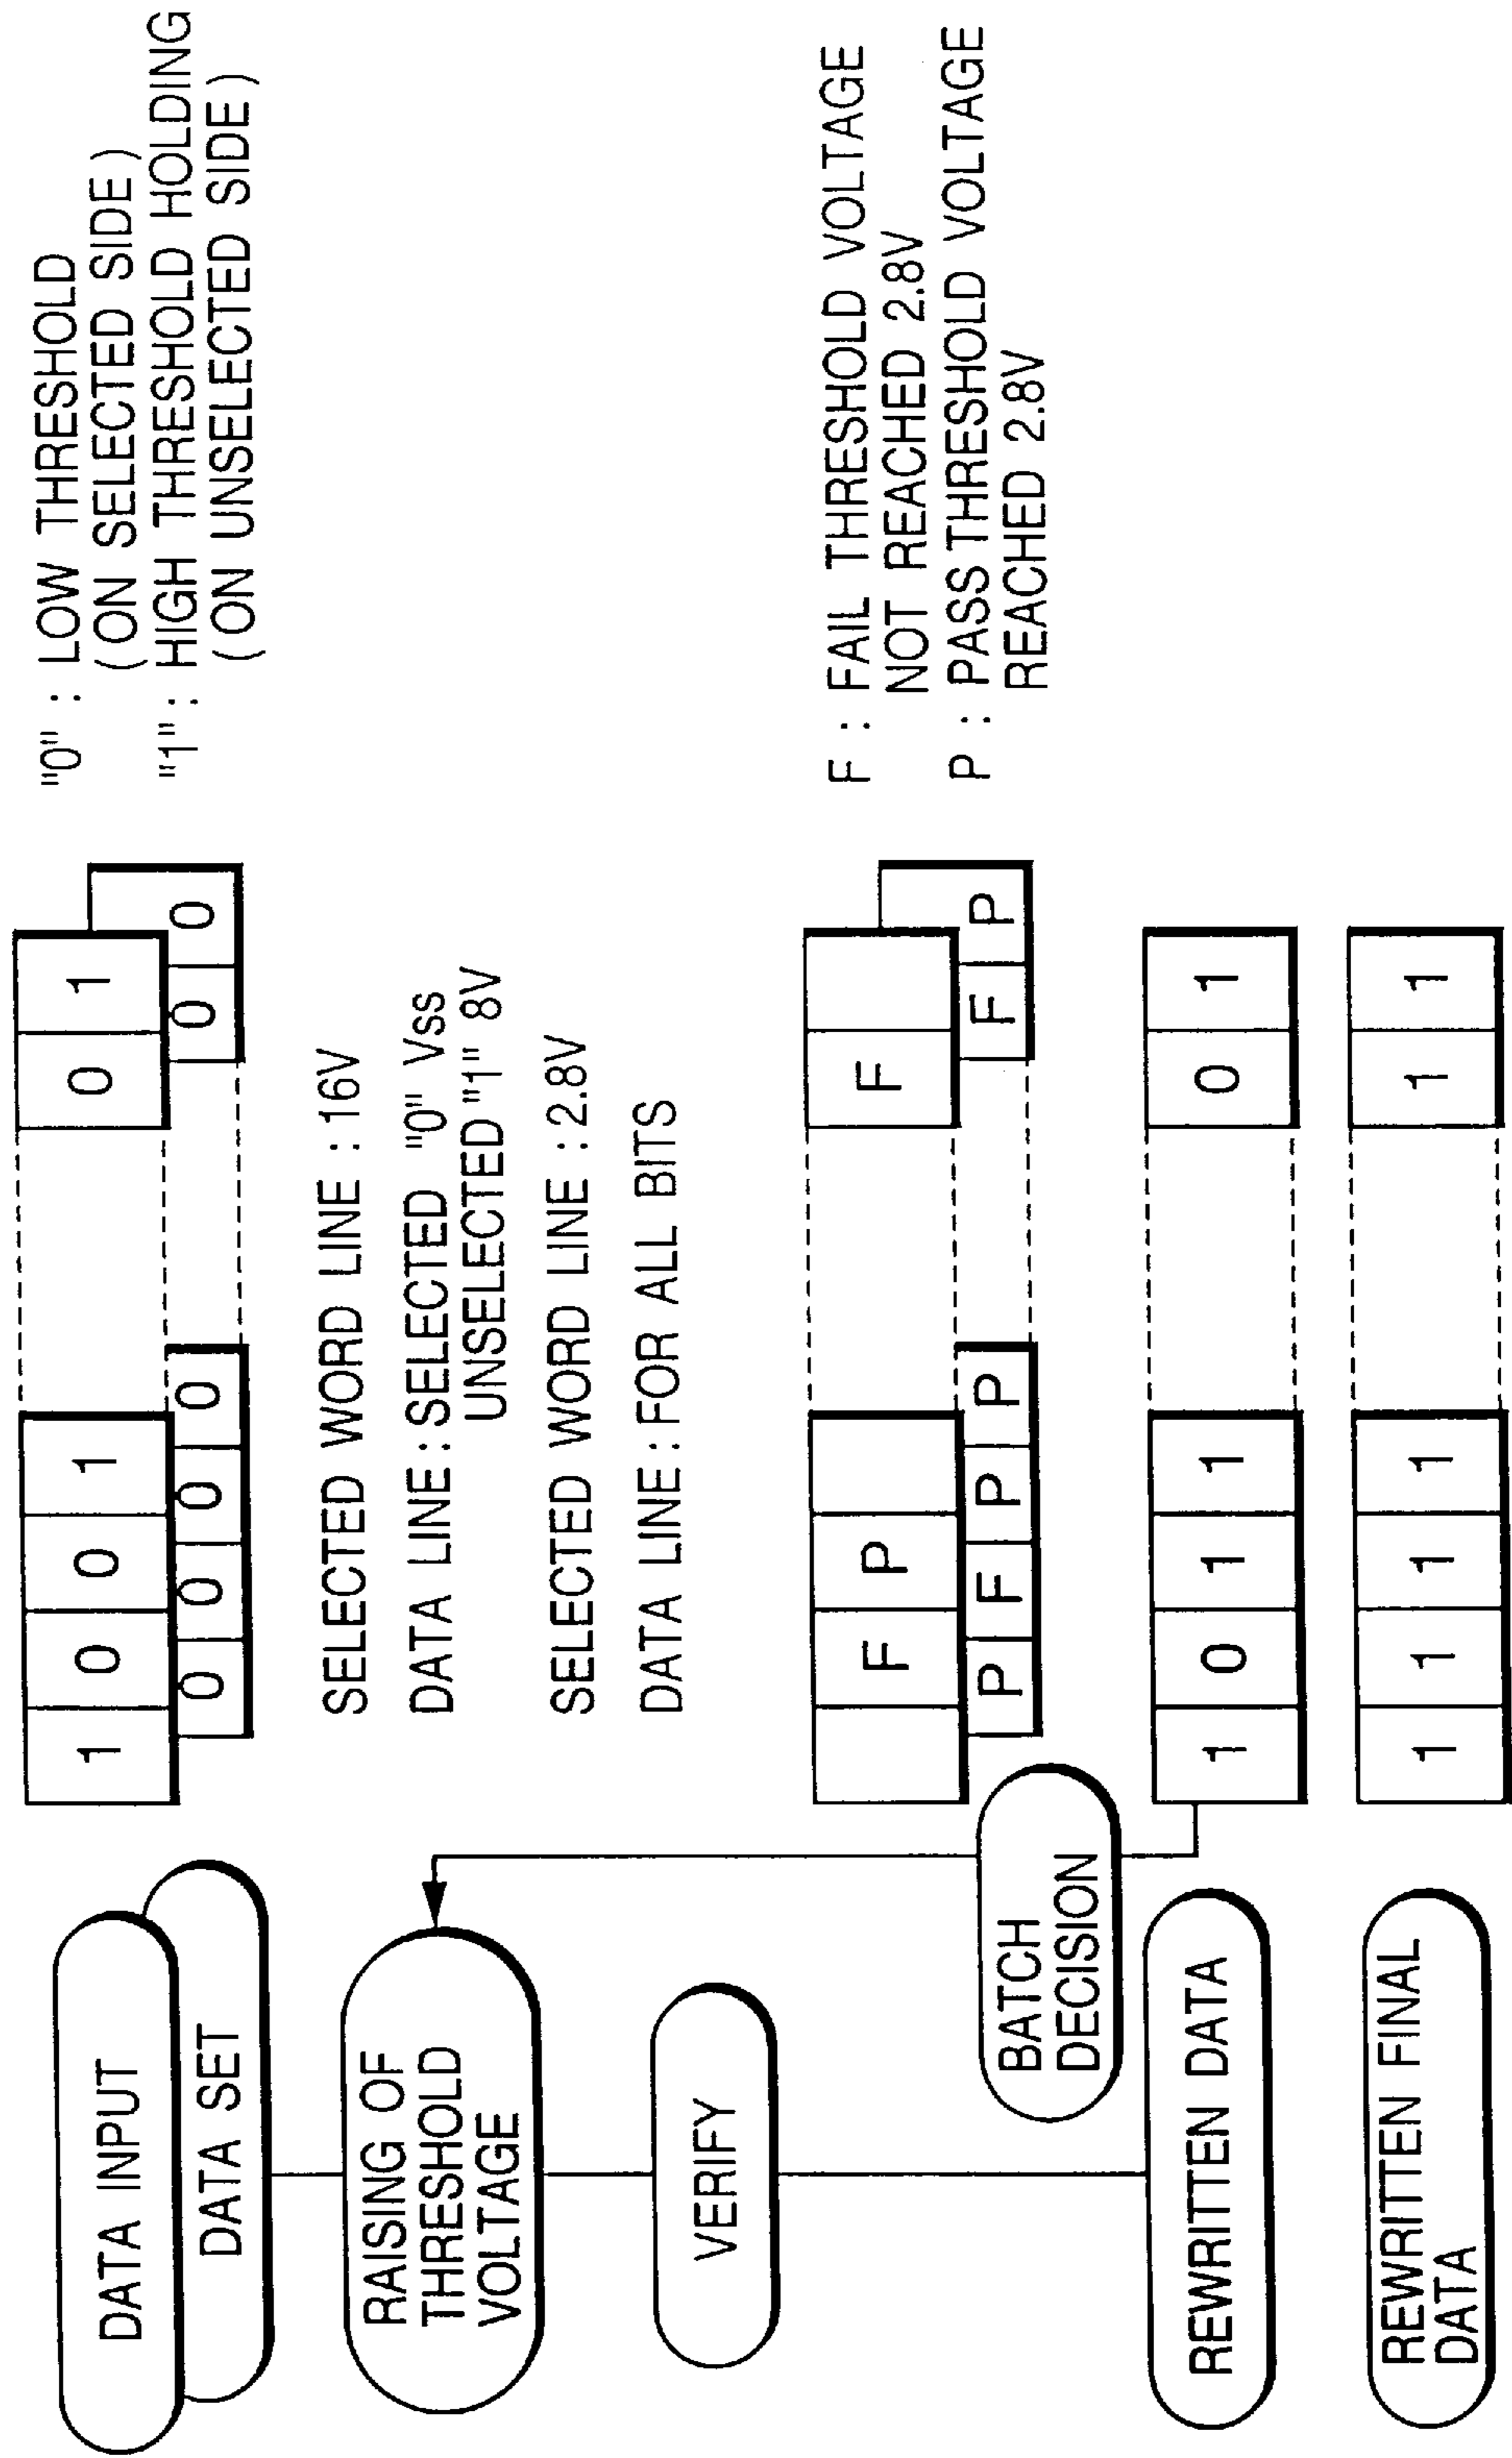 DATA INPUT
DATA SET
1 0 0 1 0 1
0 0 0 0 0 0
"0" : LOW THRESHOLD
(ON SELECTED SIDE)
"1" : HIGH THRESHOLD HOLDING
(ON UNSELECTED SIDE)
RAISING OF
THRESHOLD
VOLTAGE
SELECTED WORD LINE : 16V
DATA LINE : SELECTED "0" Vss
UNSELECTED "1" 8V
VERIFY
SELECTED WORD LINE : 2.8V
DATA LINE : FOR ALL BITS
F P F
P F P P F P
F : FAIL THRESHOLD VOLTAGE
NOT REACHED 2.8V
P : PASS THRESHOLD VOLTAGE
REACHED 2.8V
BATCH
DECISION
REWRITTEN DATA
1 0 1 1 0 1
REWRITTEN FINAL
DATA
1 1 1 1 1 1